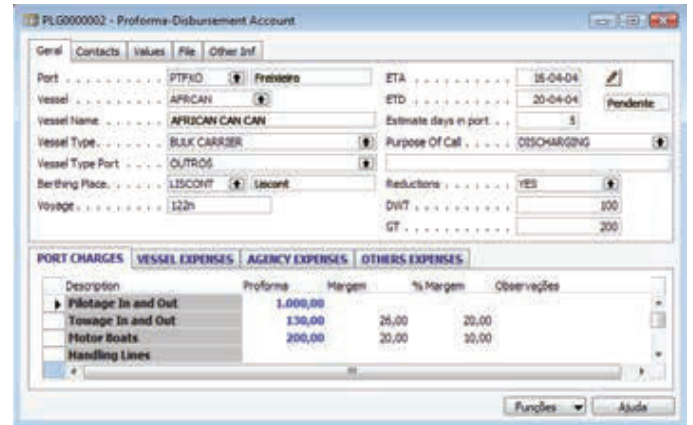 PLG0000002 - Proforma-Disbursement Account
Geral Contacts Values File Other Inf
Port . . . . . . . . . . PTFXO Freixieiro ETA . . . . . . . . . . 16-04-04
Vessel . . . . . . . . . AFRCAN ETD . . . . . . . . . . 20-04-04 Pendente
Vessel Name . . . . . . AFRICAN CAN CAN Estimate days in port . . 5
Vessel Type . . . . . . BULK CARRIER Purpose Of Call . . . . . DISCHARGING
Vessel Type Port . . . . OUTROS
Berthing Place . . . . . LISCONT Liscont Reductions . . . . . . . YES
Voyage . . . . . . . . . 122n DWT . . . . . . . . . . 100
GT . . . . . . . . . . . 200
PORT CHARGES VESSEL EXPENSES AGENCY EXPENSES OTHERS EXPENSES
Description Proforma Margem % Margem Observações
Pilotage In and Out 1.000,00
Towage In and Out 130,00 26,00 20,00
Motor Boats 200,00 20,00 10,00
Handling Lines
Funções Ajuda